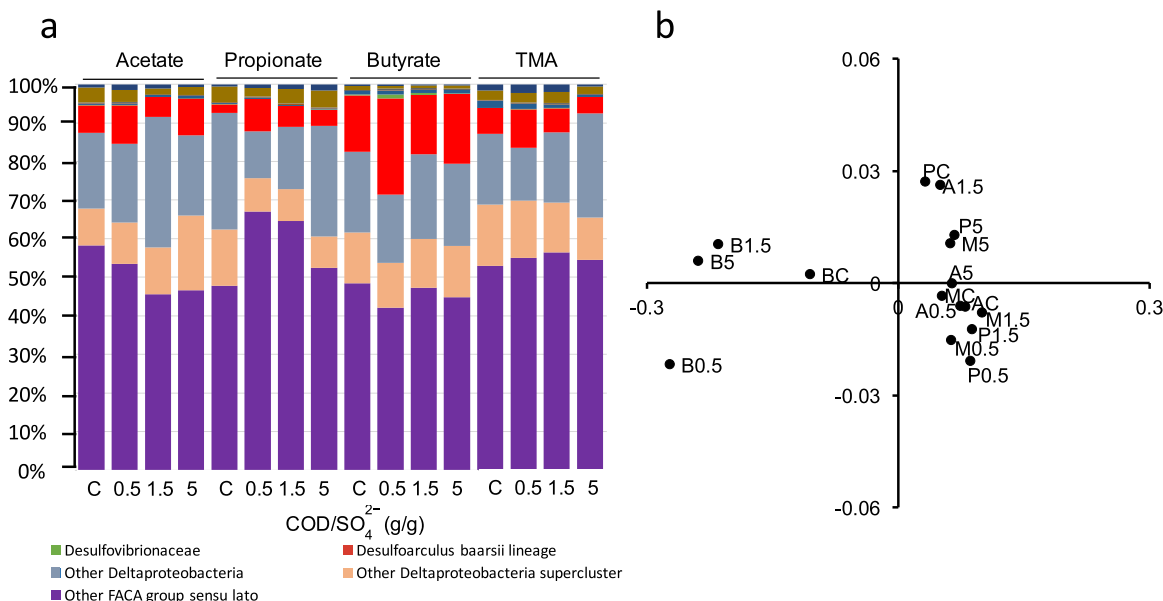 a
b
Acetate Propionate Butyrate TMA
100%
90%
80%
70%
60%
50%
40%
30%
20%
10%
0%
C 0.5 1.5 5 C 0.5 1.5 5 C 0.5 1.5 5 C 0.5 1.5 5
COD/SO₄²⁻ (g/g)
Desulfovibrionaceae
Desulfoarculus baarsii lineage
Other Deltaproteobacteria
Other Deltaproteobacteria supercluster
Other FACA group sensu lato
0.06
0.03
0
-0.03
-0.06
-0.3
0
0.3
PC
A1.5
P5
M5
B1.5
B5
BC
A5
MC
AC
A0.5
M1.5
P1.5
M0.5
P0.5
B0.5